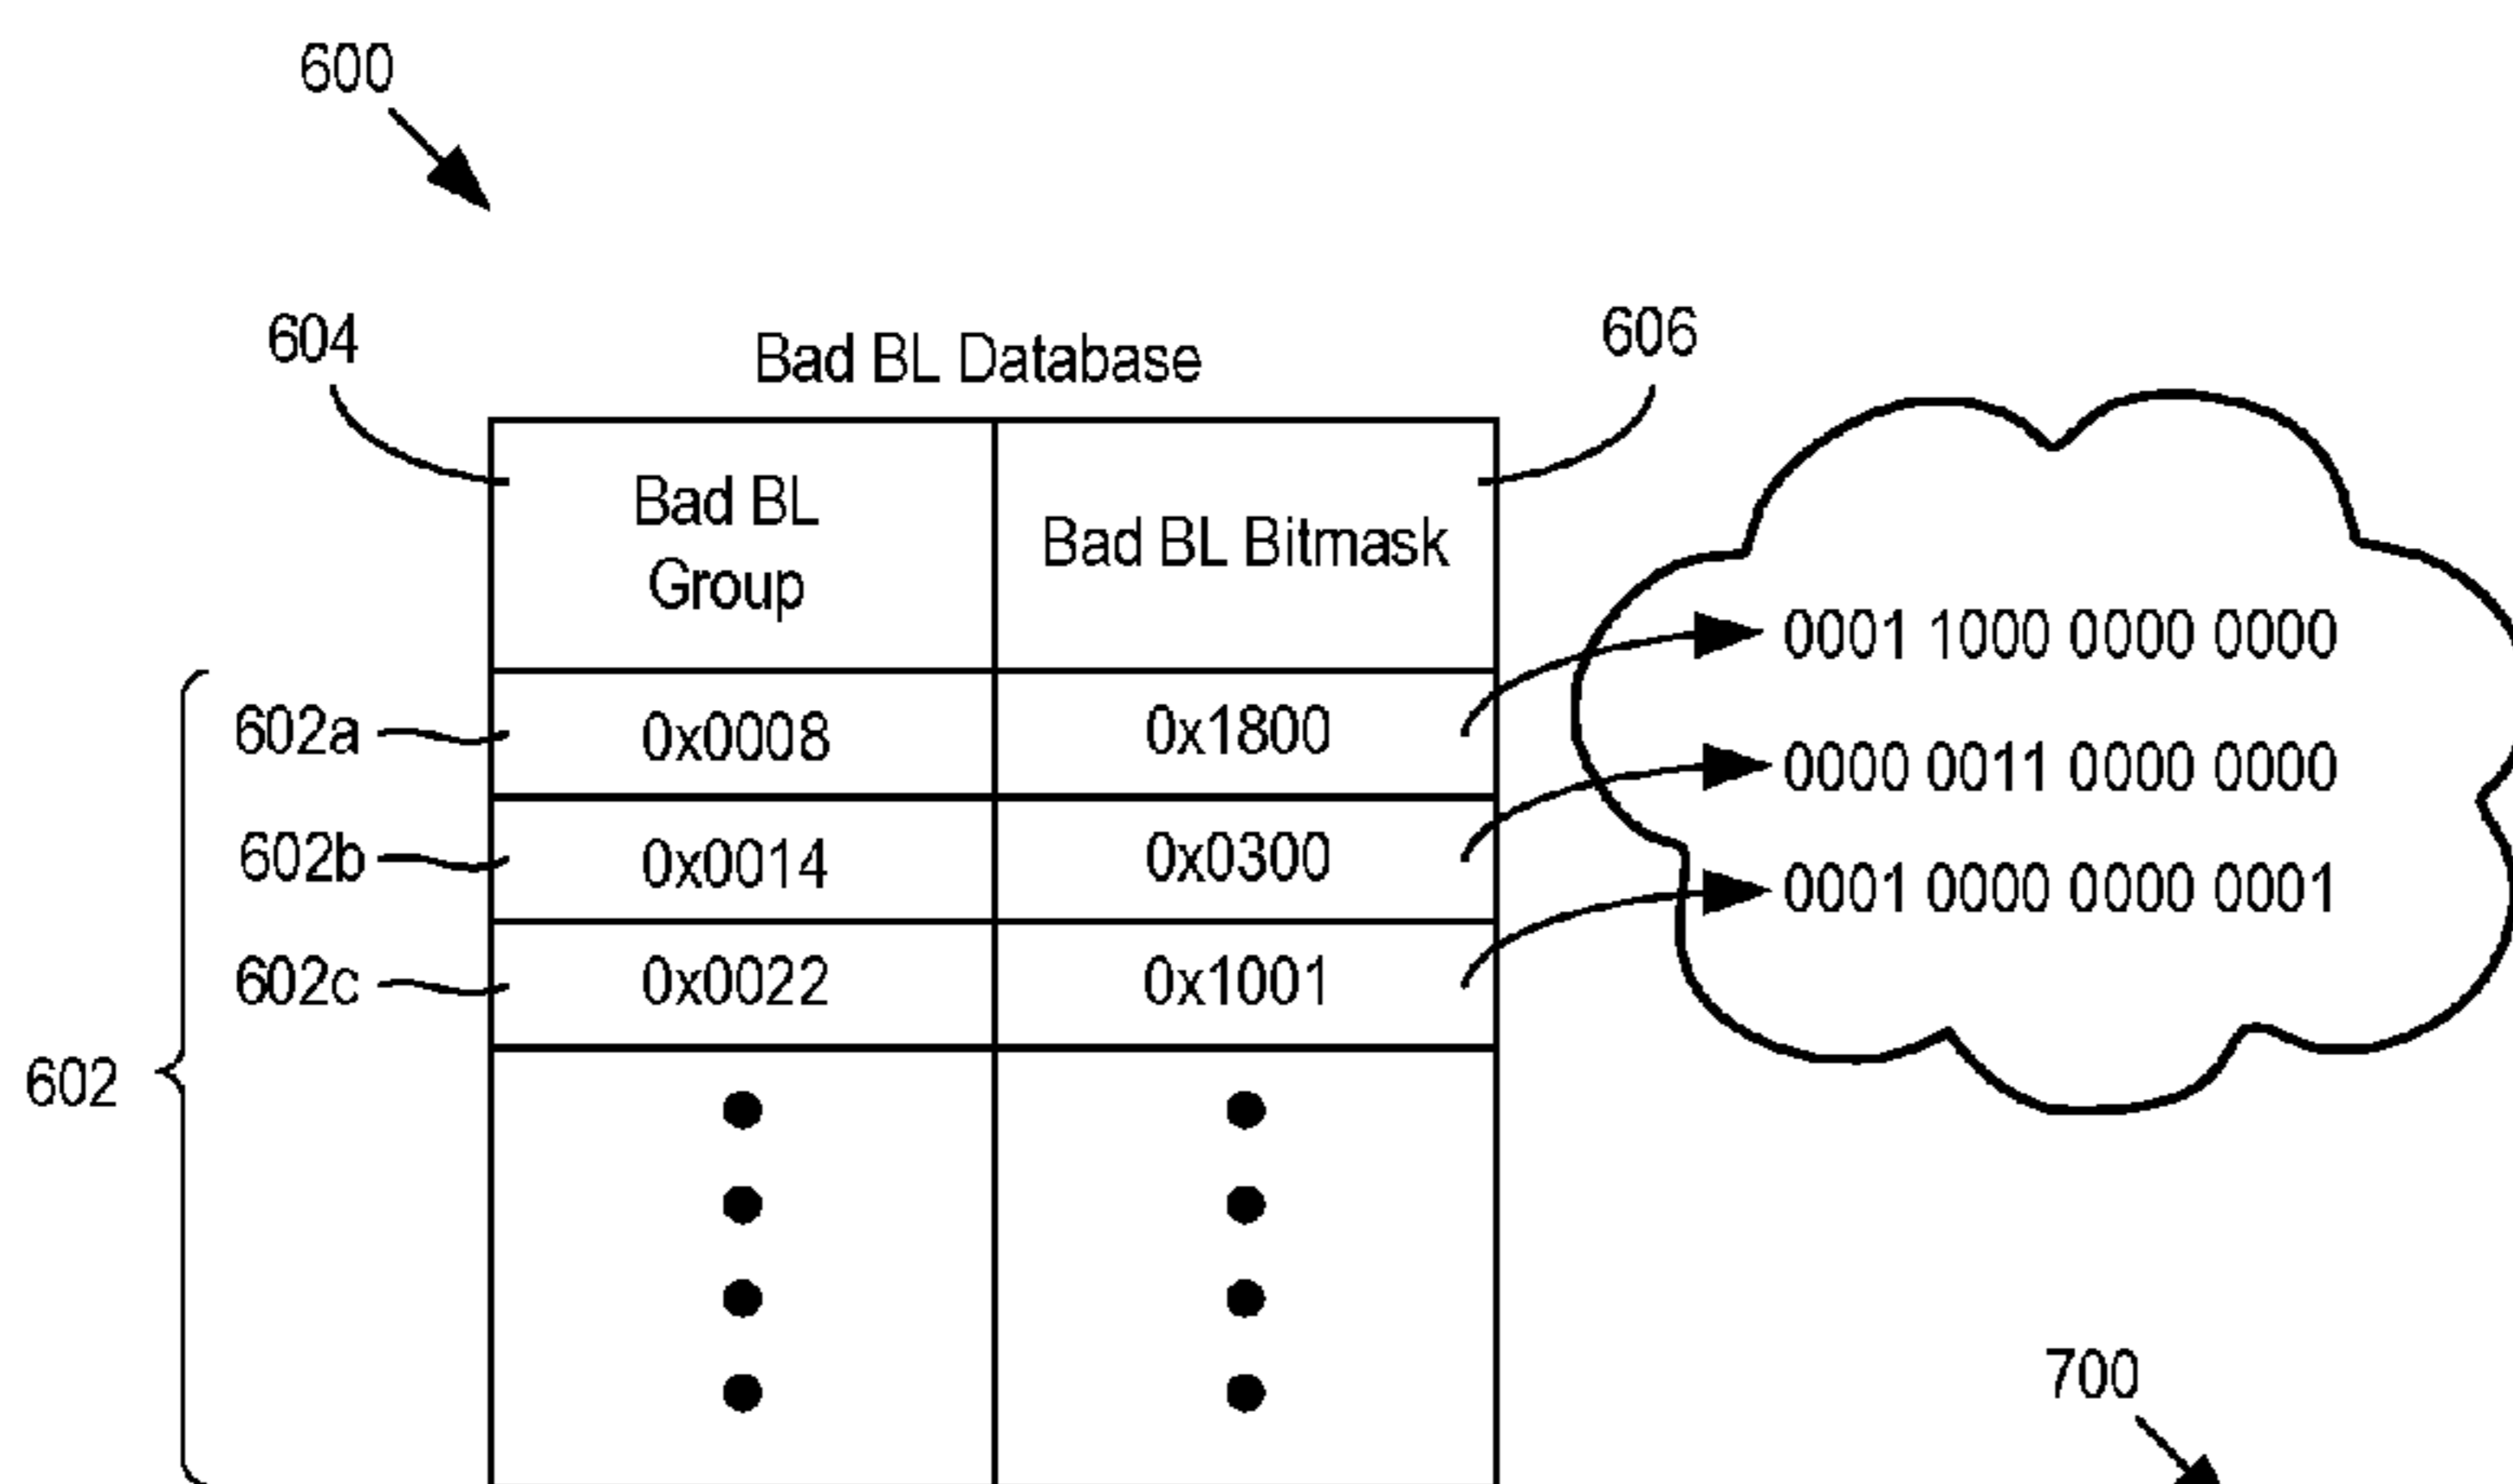 600
604
Bad BL Database
606
Bad BL
Group
Bad BL Bitmask
0001 1000 0000 0000
602a
0x0008
0x1800
0000 0011 0000 0000
602b
0x0014
0x0300
0001 0000 0000 0001
602c
0x0022
0x1001
602
700